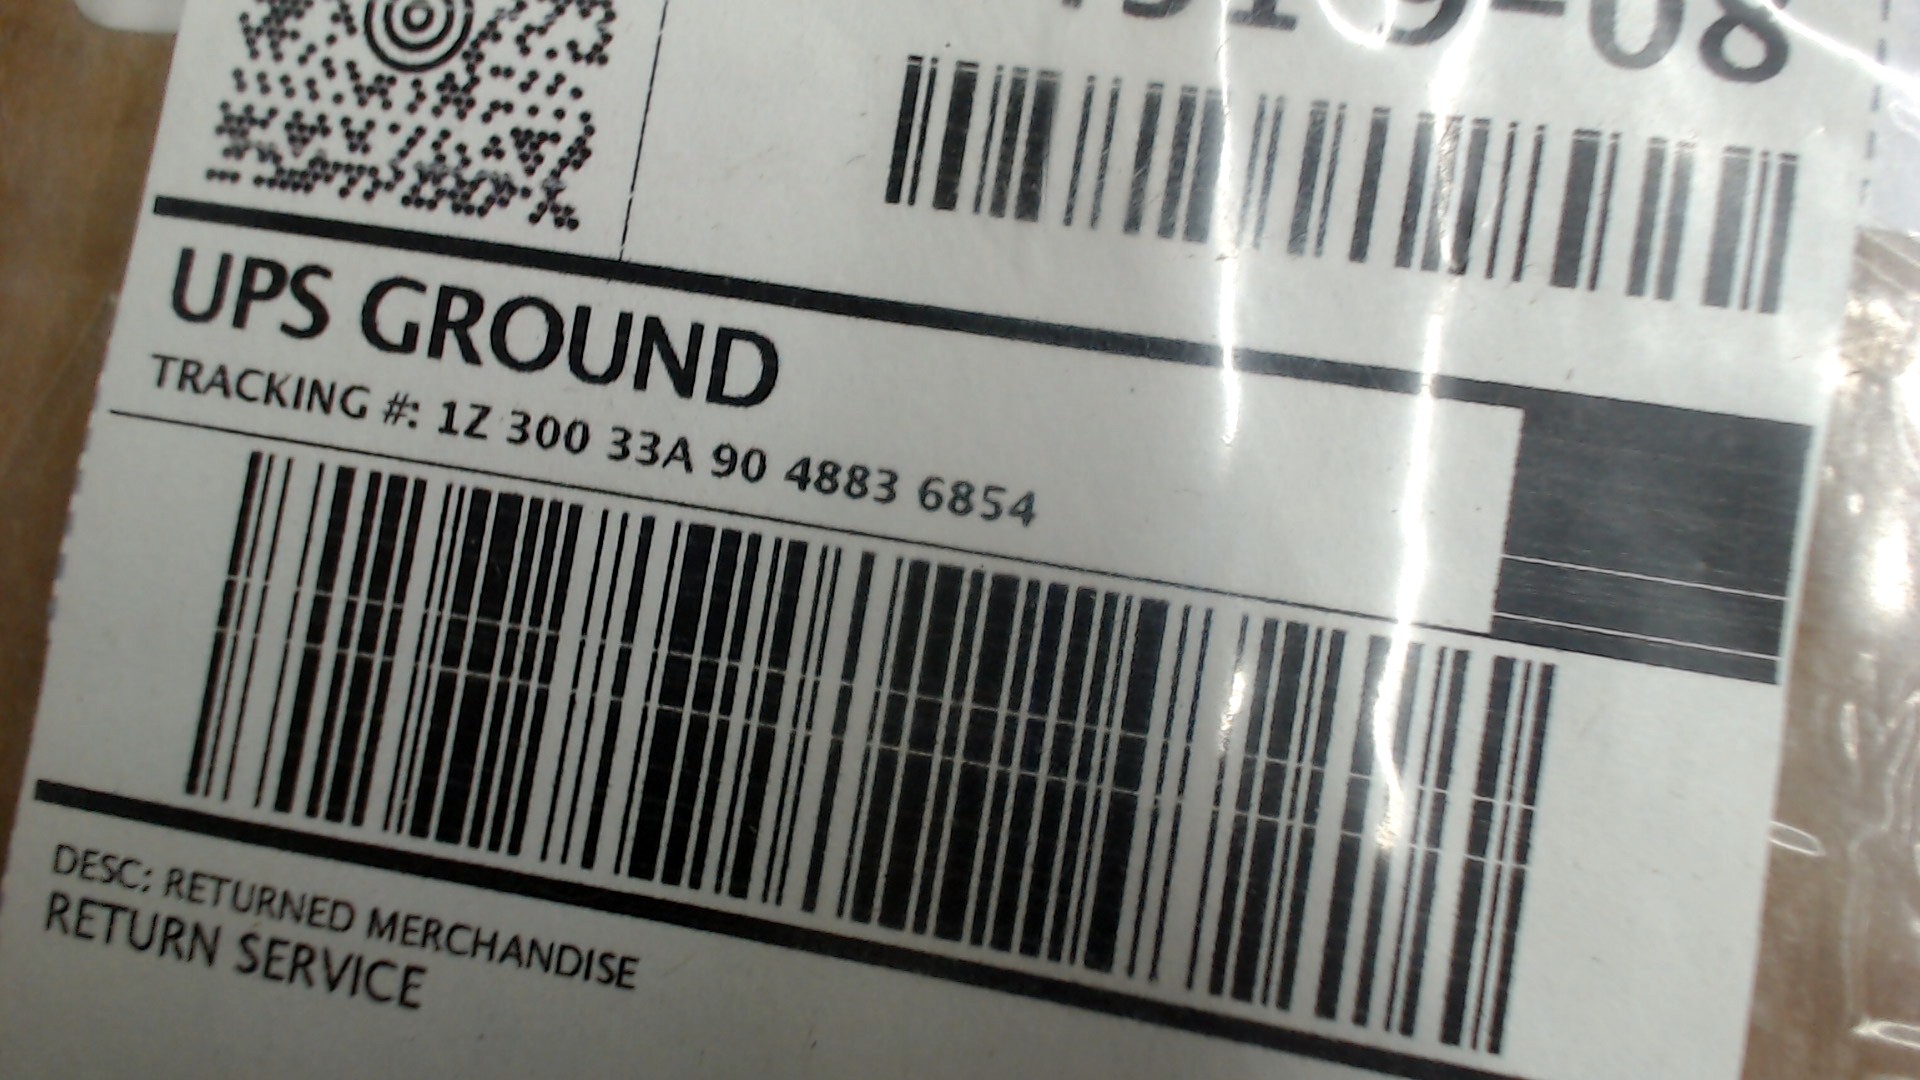 UPS GROUND
TRACKING #: 1Z 300 33A 90 4883 6854
DESC: RETURNED MERCHANDISE
RETURN SERVICE